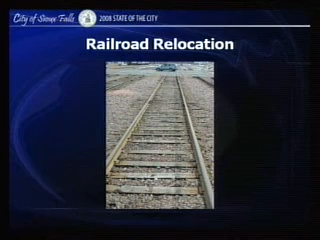 City of Sioux Falls 2008 STATE OF THE CITY
Railroad Relocation